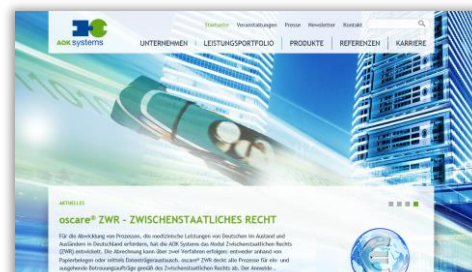 Startseite Veranstaltungen Presse Newsletter Kontakt
AOK systems
UNTERNEHMEN LEISTUNGSPORTFOLIO PRODUKTE REFERENZEN KARRIERE
AKTUELLES
oscare® ZWR - ZWISCHENSTAATLICHES RECHT
Für die Abwicklung von Prozessen, die medizinische Leistungen von Deutschen im Ausland und
Ausländern in Deutschland erfordern, hat die AOK Systems das Modul Zwischenstaatliches Rechts
(ZWR) entwickelt. Die Abrechnung kann über zwei Verfahren erfolgen: entweder anhand von
Papierbelegen oder mittels Datenträgeraustausch. oscare® ZWR deckt alle Prozesse für ein- und
ausgehende Betreuungsaufträge gemäß des Zwischenstaatlichen Rechts ab. Der Anwender...